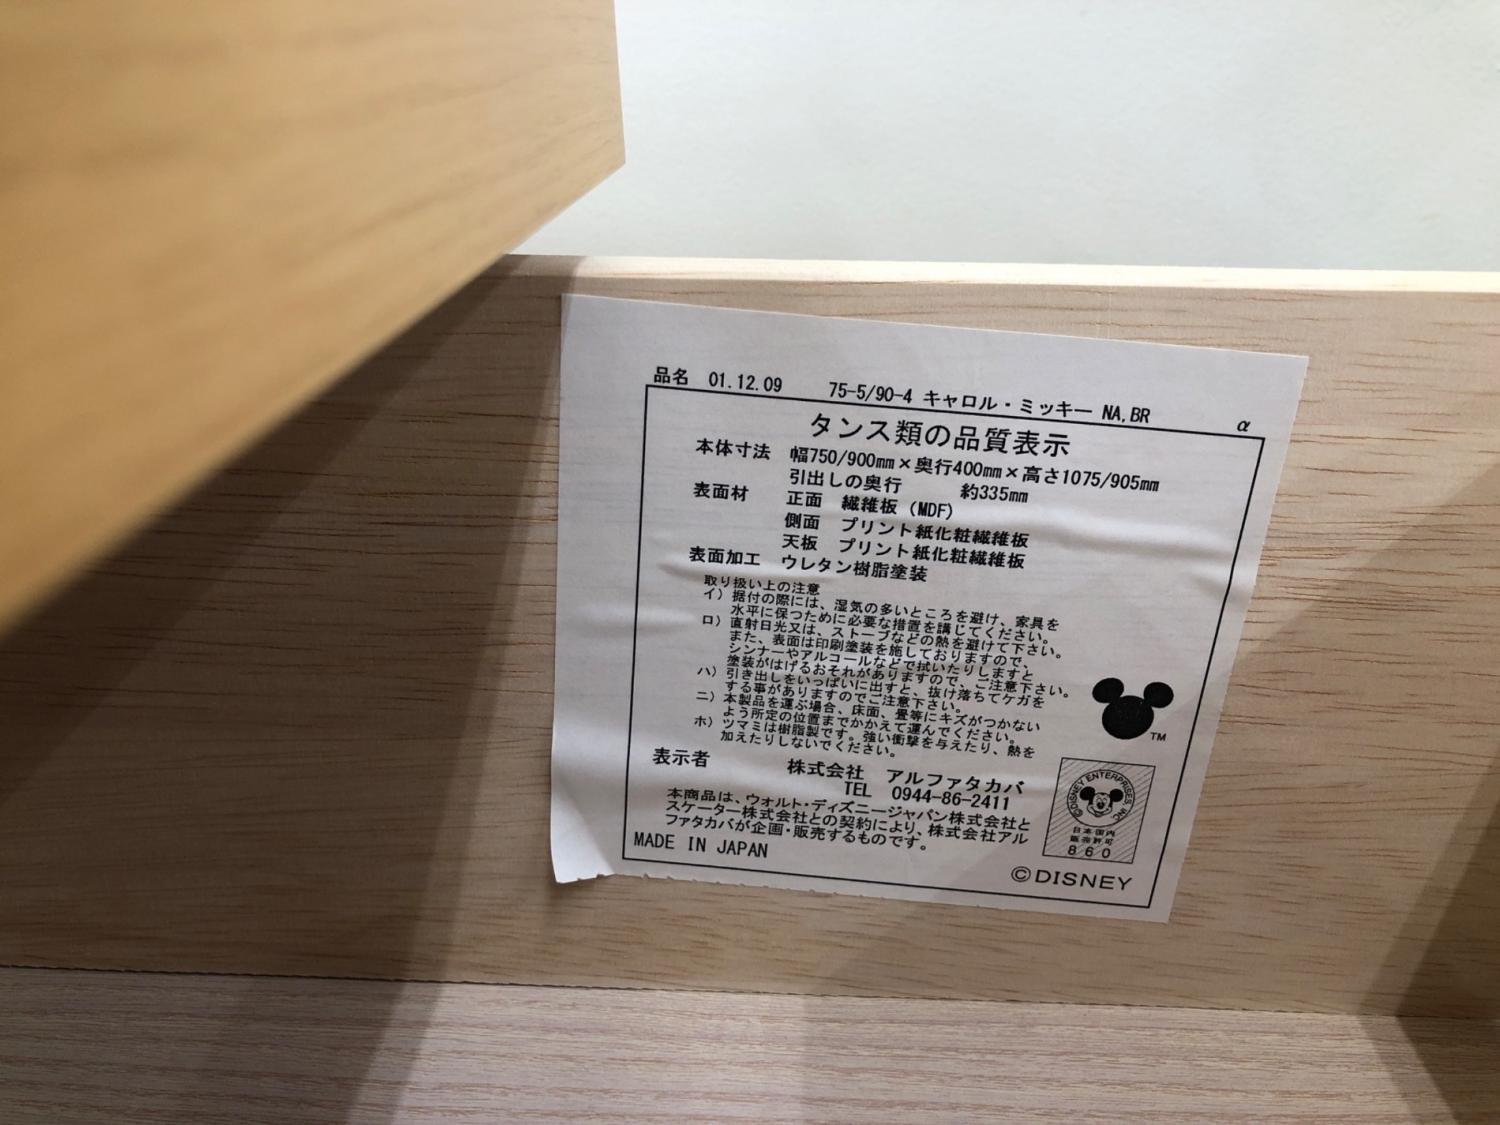 品名 01.12.09 75-5/90-4 キャロル・ミッキー NA,BR α
タンス類の品質表示
本体寸法 幅750/900㎜×奥行400㎜×高さ1075/905㎜
引出しの奥行 約335㎜
表面材 正面 繊維板(MDF)
側面 プリント紙化粧繊維板
天板 プリント紙化粧繊維板
表面加工 ウレタン樹脂塗装
取り扱い上の注意
イ)据付の際には、湿気の多いところを避け、家具を
水平に保つために必要な措置を講じてください。
ロ)直射日光又は、ストーブなどの熱を避けて下さい。
また、表面は印刷塗装を施しておりますので、
シンナーやアルコールなどで拭いたりしますと
塗装がはげるおそれがありますので、ご注意下さい。
ハ)引き出しをいっぱいに出すと、抜け落ちてケガを
する事がありますのでご注意下さい。
ニ)本製品を運ぶ場合、床面、畳等にキズがつかない
よう所定の位置までかかえて運んでください。
ホ)ツマミは樹脂製です。強い衝撃を与えたり、熱を
加えたりしないでください。
表示者 株式会社 アルファタカバ
TEL 0944-86-2411
本商品は、ウォルト・ディズニージャパン株式会社と
スケーター株式会社との契約により、株式会社アル
ファタカバが企画・販売するものです。
MADE IN JAPAN
TM
©DISNEY ENTERPRISES, INC
日本国内
販売許可
860
©DISNEY